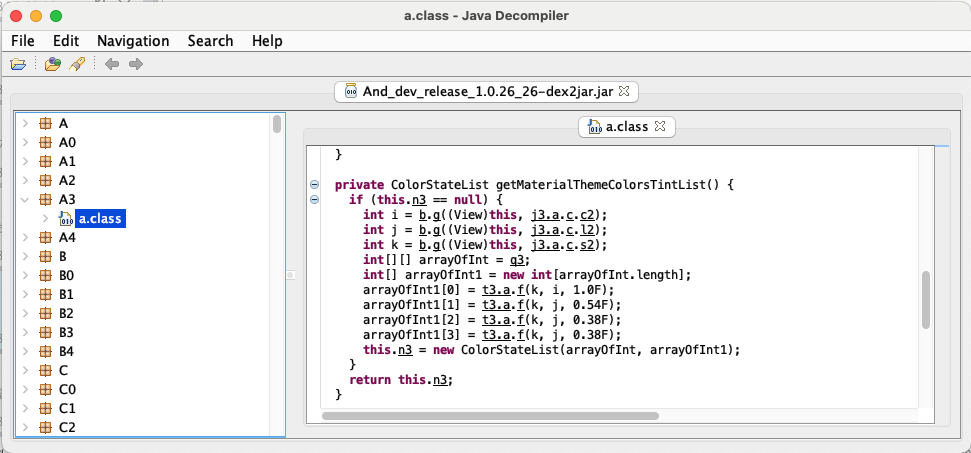 a.class - Java Decompiler
File Edit Navigation Search Help
And_dev_release_1.0.26_26-dex2jar.jar
A
A0
A1
A2
A3
a.class
A4
B
B0
B1
B2
B3
B4
C
C0
C1
C2
a.class
}
private ColorStateList getMaterialThemeColorsTintList() {
if (this.n3 == null) {
int i = b.g((View)this, j3.a.c.c2);
int j = b.g((View)this, j3.a.c.l2);
int k = b.g((View)this, j3.a.c.s2);
int[][] arrayOfInt = q3;
int[] arrayOfInt1 = new int[arrayOfInt.length];
arrayOfInt1[0] = t3.a.f(k, i, 1.0F);
arrayOfInt1[1] = t3.a.f(k, j, 0.54F);
arrayOfInt1[2] = t3.a.f(k, j, 0.38F);
arrayOfInt1[3] = t3.a.f(k, j, 0.38F);
this.n3 = new ColorStateList(arrayOfInt, arrayOfInt1);
}
return this.n3;
}